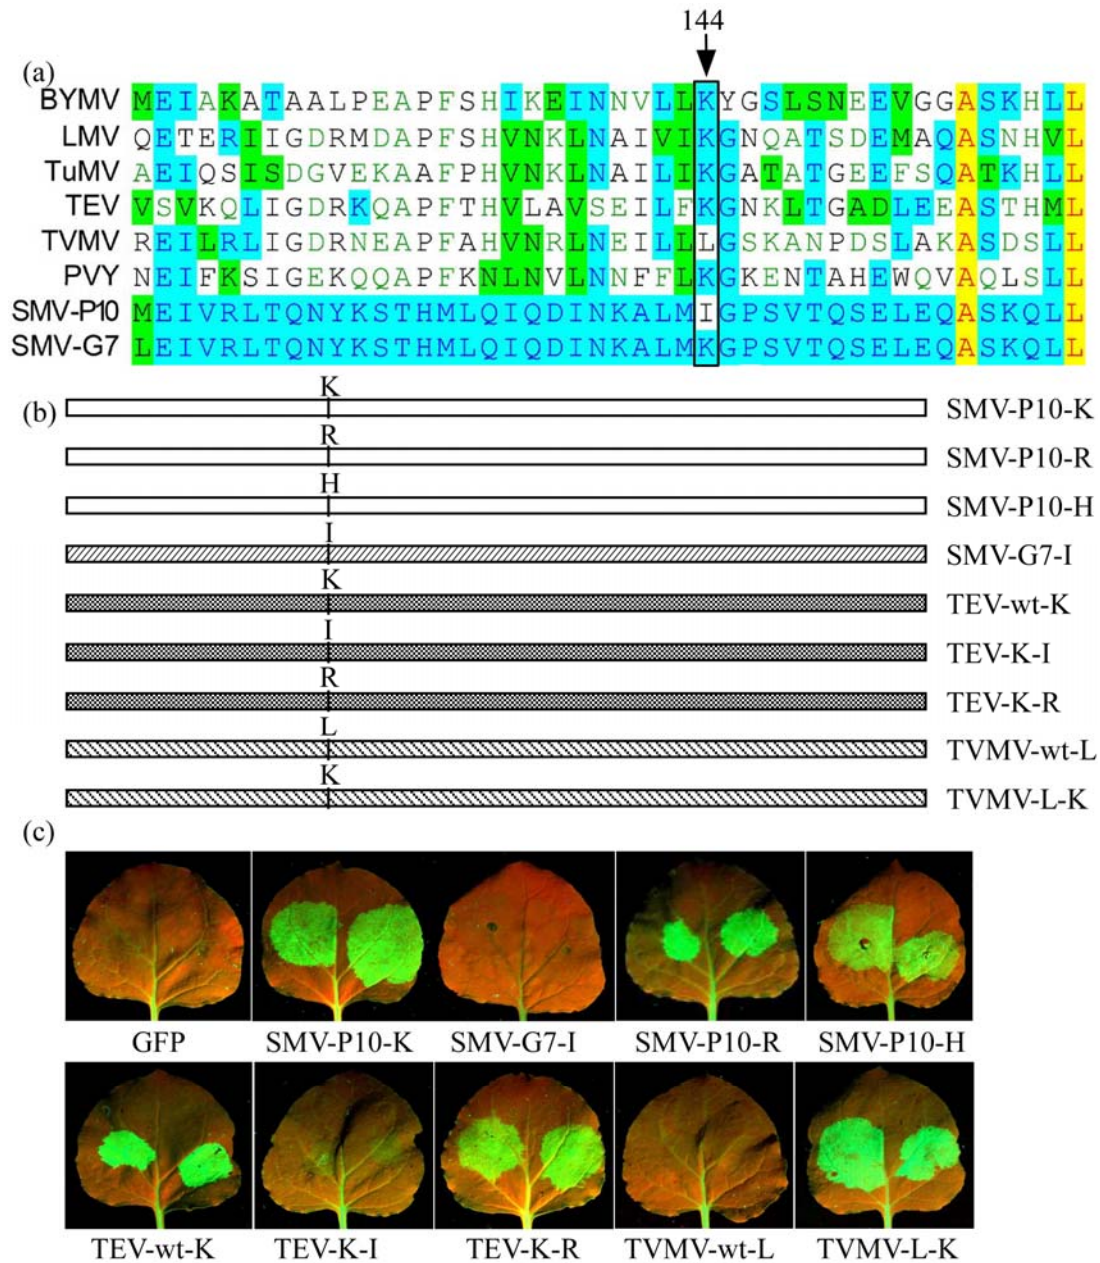 144
(a)
BYMV MEIAKATAALPEAPFSHIKEINNVLLKYGSLSNEEVGGASKHLL
LMV QETERIIGDRMDAPFSHVNKLNAIVIKGNQATSDEMAQASNHVL
TuMV AEIQSISDGVEKAAFPHVNKLNAILIKGATATGEEFSQATKHLL
TEV VSVKQLIGDRKQAPFTHVLAVSEILFKGNKLTGADLEEASTHML
TVMV REILRLIGDRNEAPFAHVNRLNEILLLGSKANPDSLAKASDSLL
PVY NEIFKSIGEKQQAPFKNLNVLNNFFLKGKENTAHEWQVAQLSLL
SMV-P10 MEIVRLTQNYKSTHMLQIQDINKALMIGPSVTQSELEQASKQLL
SMV-G7 LEIVRLTQNYKSTHMLQIQDINKALMKGPSVTQSELEQASKQLL
(b)
K
SMV-P10-K
R
SMV-P10-R
H
SMV-P10-H
I
SMV-G7-I
K
TEV-wt-K
I
TEV-K-I
R
TEV-K-R
L
TVMV-wt-L
K
TVMV-L-K
(c)
GFP SMV-P10-K SMV-G7-I SMV-P10-R SMV-P10-H
TEV-wt-K TEV-K-I TEV-K-R TVMV-wt-L TVMV-L-K